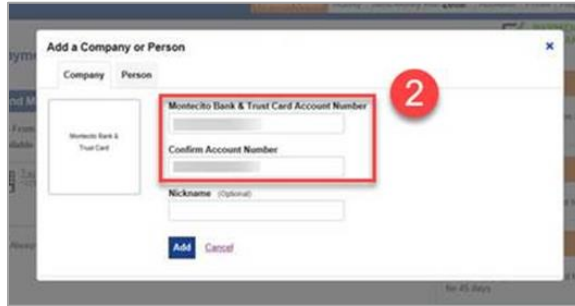 Add a Company or Person
×
Company Person
2
Montecito Bank & Trust Card Account Number
Montecito Bank &
Trust Card
Confirm Account Number
Nickname (Optional)
Add Cancel
for 45 days